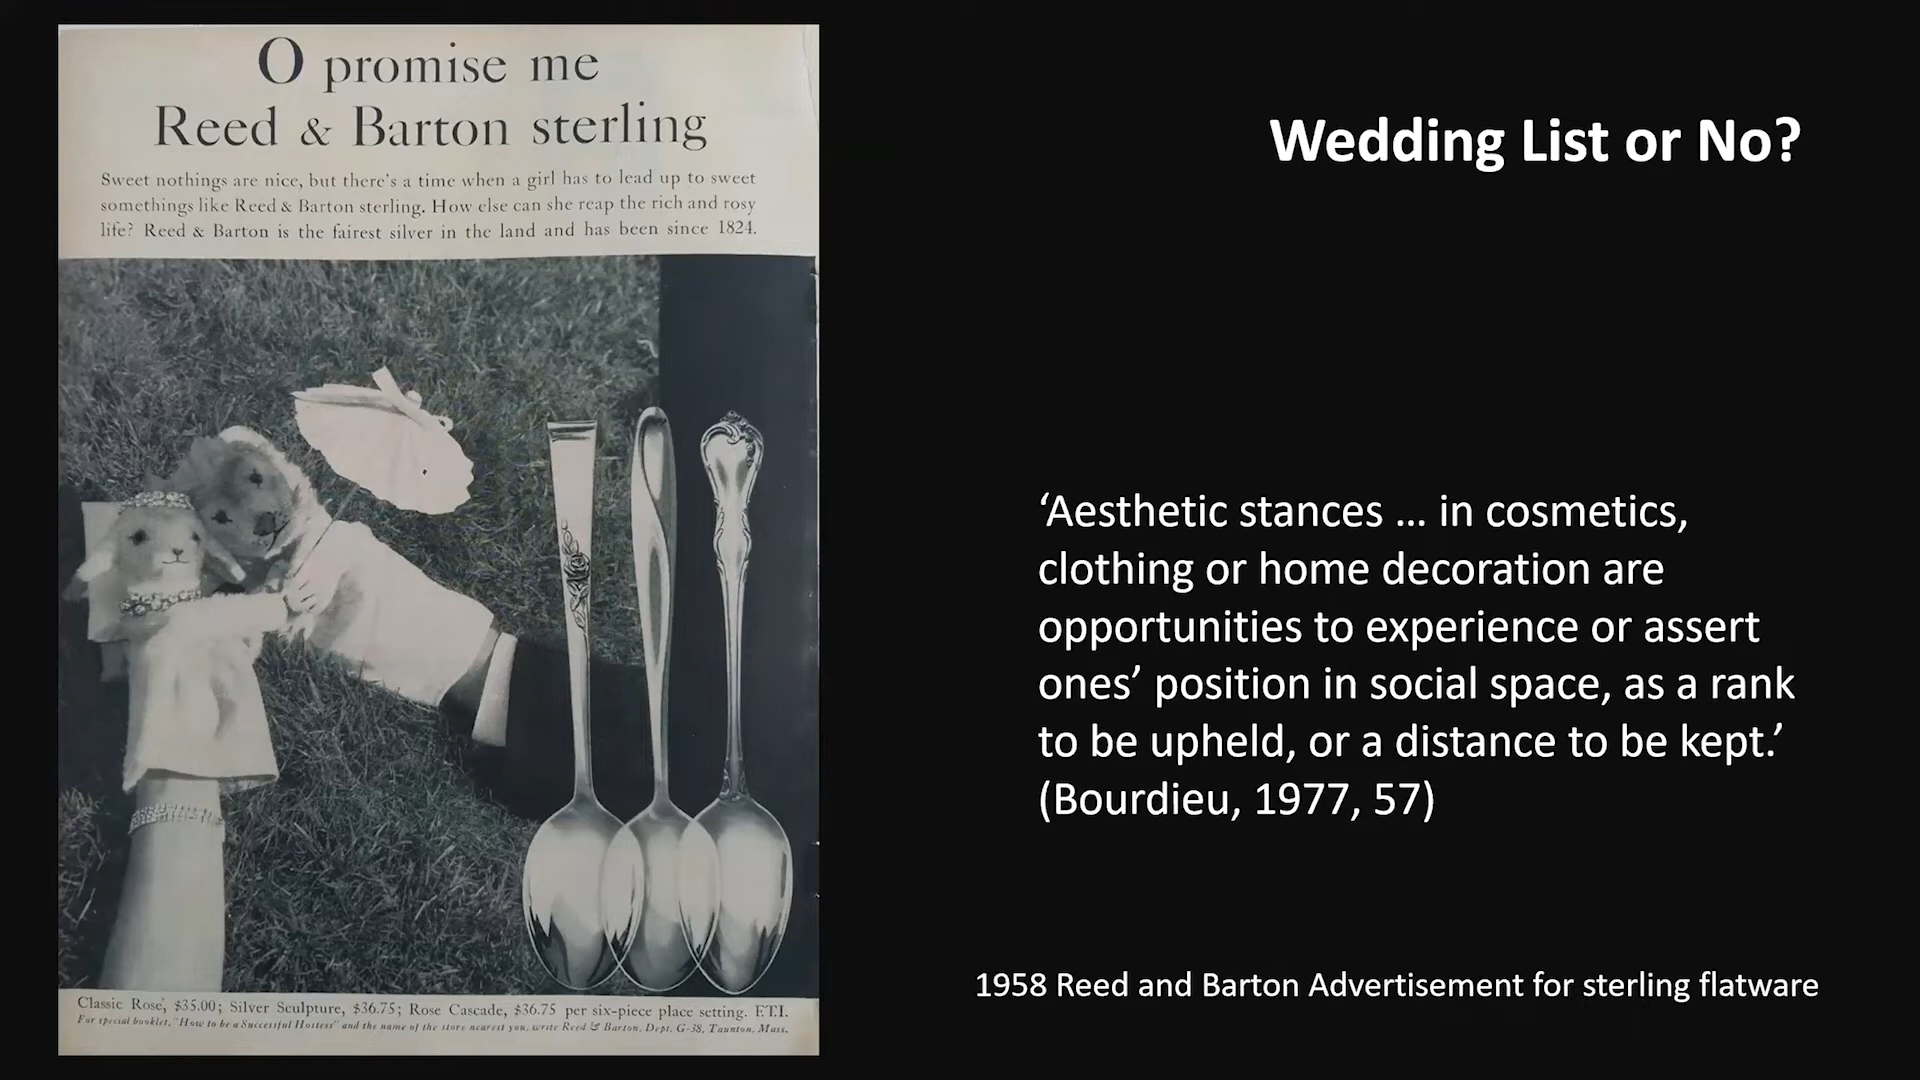 O promise me
Reed & Barton sterling
Sweet nothings are nice, but there's a time when a girl has to lead up to sweet
somethings like Reed & Barton sterling. How else can she reap the rich and rosy
life? Reed & Barton is the fairest silver in the land and has been since 1824.
Classic Rose, $35.00; Silver Sculpture, $36.75; Rose Cascade, $36.75 per six-piece place setting. F.T.I.
For special booklet, "How to be a Successful Hostess" and the name of the store nearest you, write Reed & Barton, Dept. G-38, Taunton, Mass.
Wedding List or No?
‘Aesthetic stances ... in cosmetics,
clothing or home decoration are
opportunities to experience or assert
ones’ position in social space, as a rank
to be upheld, or a distance to be kept.’
(Bourdieu, 1977, 57)
1958 Reed and Barton Advertisement for sterling flatware